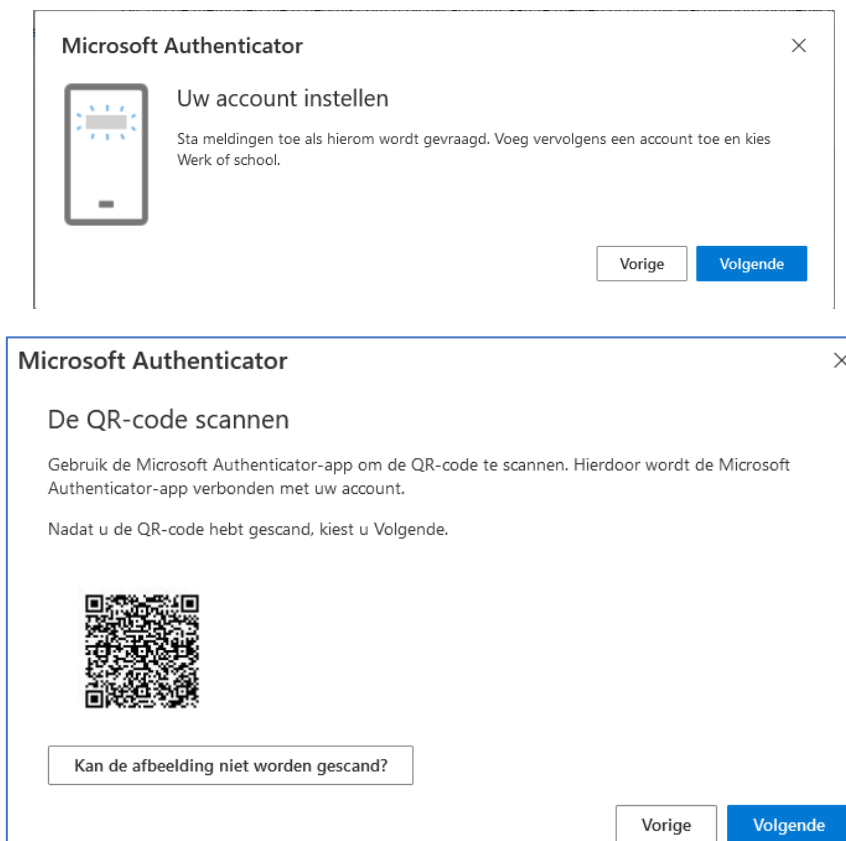 Microsoft Authenticator
Uw account instellen
Sta meldingen toe als hierom wordt gevraagd. Voeg vervolgens een account toe en kies
Werk of school.
Vorige
Volgende
Microsoft Authenticator
De QR-code scannen
Gebruik de Microsoft Authenticator-app om de QR-code te scannen. Hierdoor wordt de Microsoft
Authenticator-app verbonden met uw account.
Nadat u de QR-code hebt gescand, kiest u Volgende.
Kan de afbeelding niet worden gescand?
Vorige
Volgende